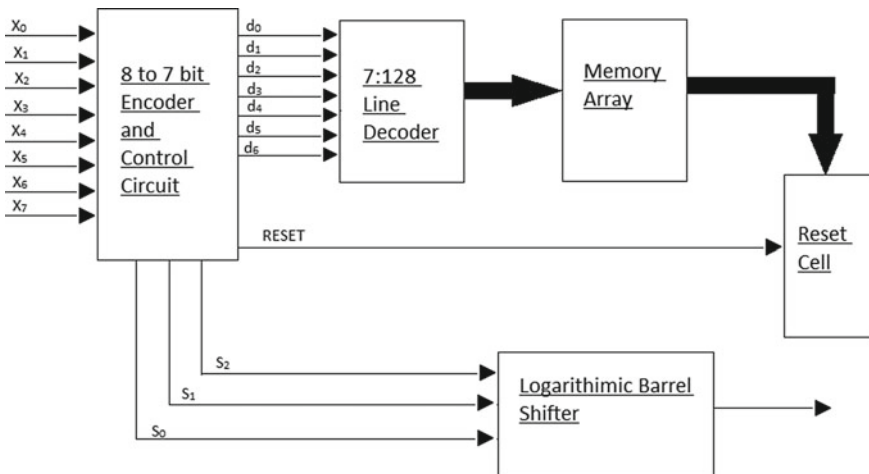 X₀
X₁
X₂
X₃
X₄
X₅
X₆
X₇
8 to 7 bit
Encoder
and
Control
Circuit
d₀
d₁
d₂
d₃
d₄
d₅
d₆
7:128
Line
Decoder
Memory
Array
RESET
Reset
Cell
S₂
S₁
S₀
Logarithimic Barrel
Shifter